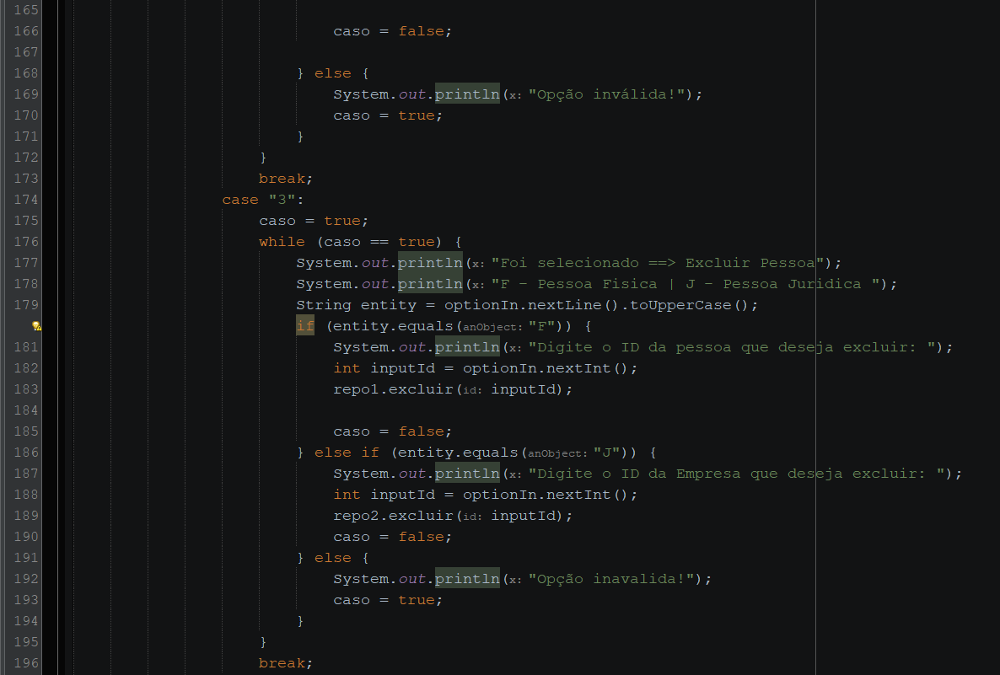 165
166 caso = false;
167
168 } else {
169 System.out.println(x: "Opção inválida!");
170 caso = true;
171 }
172 }
173 break;
174 case "3":
175 caso = true;
176 while (caso == true) {
177 System.out.println(x: "Foi selecionado ==> Excluir Pessoa");
178 System.out.println(x: "F - Pessoa Fisica | J - Pessoa Juridica ");
179 String entity = optionIn.nextLine().toUpperCase();
if (entity.equals(anObject: "F")) {
181 System.out.println(x: "Digite o ID da pessoa que deseja excluir: ");
182 int inputId = optionIn.nextInt();
183 repo1.excluir(id: inputId);
184
185 caso = false;
186 } else if (entity.equals(anObject: "J")) {
187 System.out.println(x: "Digite o ID da Empresa que deseja excluir: ");
188 int inputId = optionIn.nextInt();
189 repo2.excluir(id: inputId);
190 caso = false;
191 } else {
192 System.out.println(x: "Opção inavalida!");
193 caso = true;
194 }
195 }
196 break;